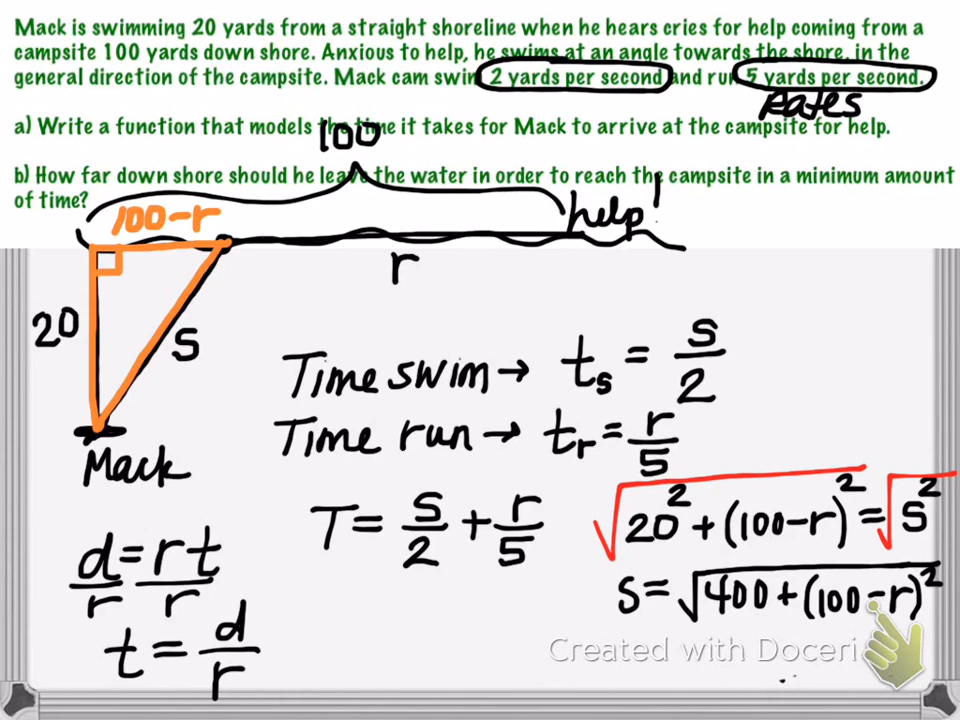 Mack is swimming 20 yards from a straight shoreline when he hears cries for help coming from a
campsite 100 yards down shore. Anxious to help, he swims at an angle towards the shore, in the
general direction of the campsite. Mack cam swim 2 yards per second and run 5 yards per second.
rates
a) Write a function that models the time it takes for Mack to arrive at the campsite for help.
100
b) How far down shore should he leave the water in order to reach the campsite in a minimum amount
of time?
100-r
help!
r
20
s
Time swim → ts = s/2
Time run → tr = r/5
Mack
T = s/2 + r/5
√20² + (100-r)² = √s²
d = rt
r r
s = √400 + (100-r)²
t = d/r
Created with Doceri